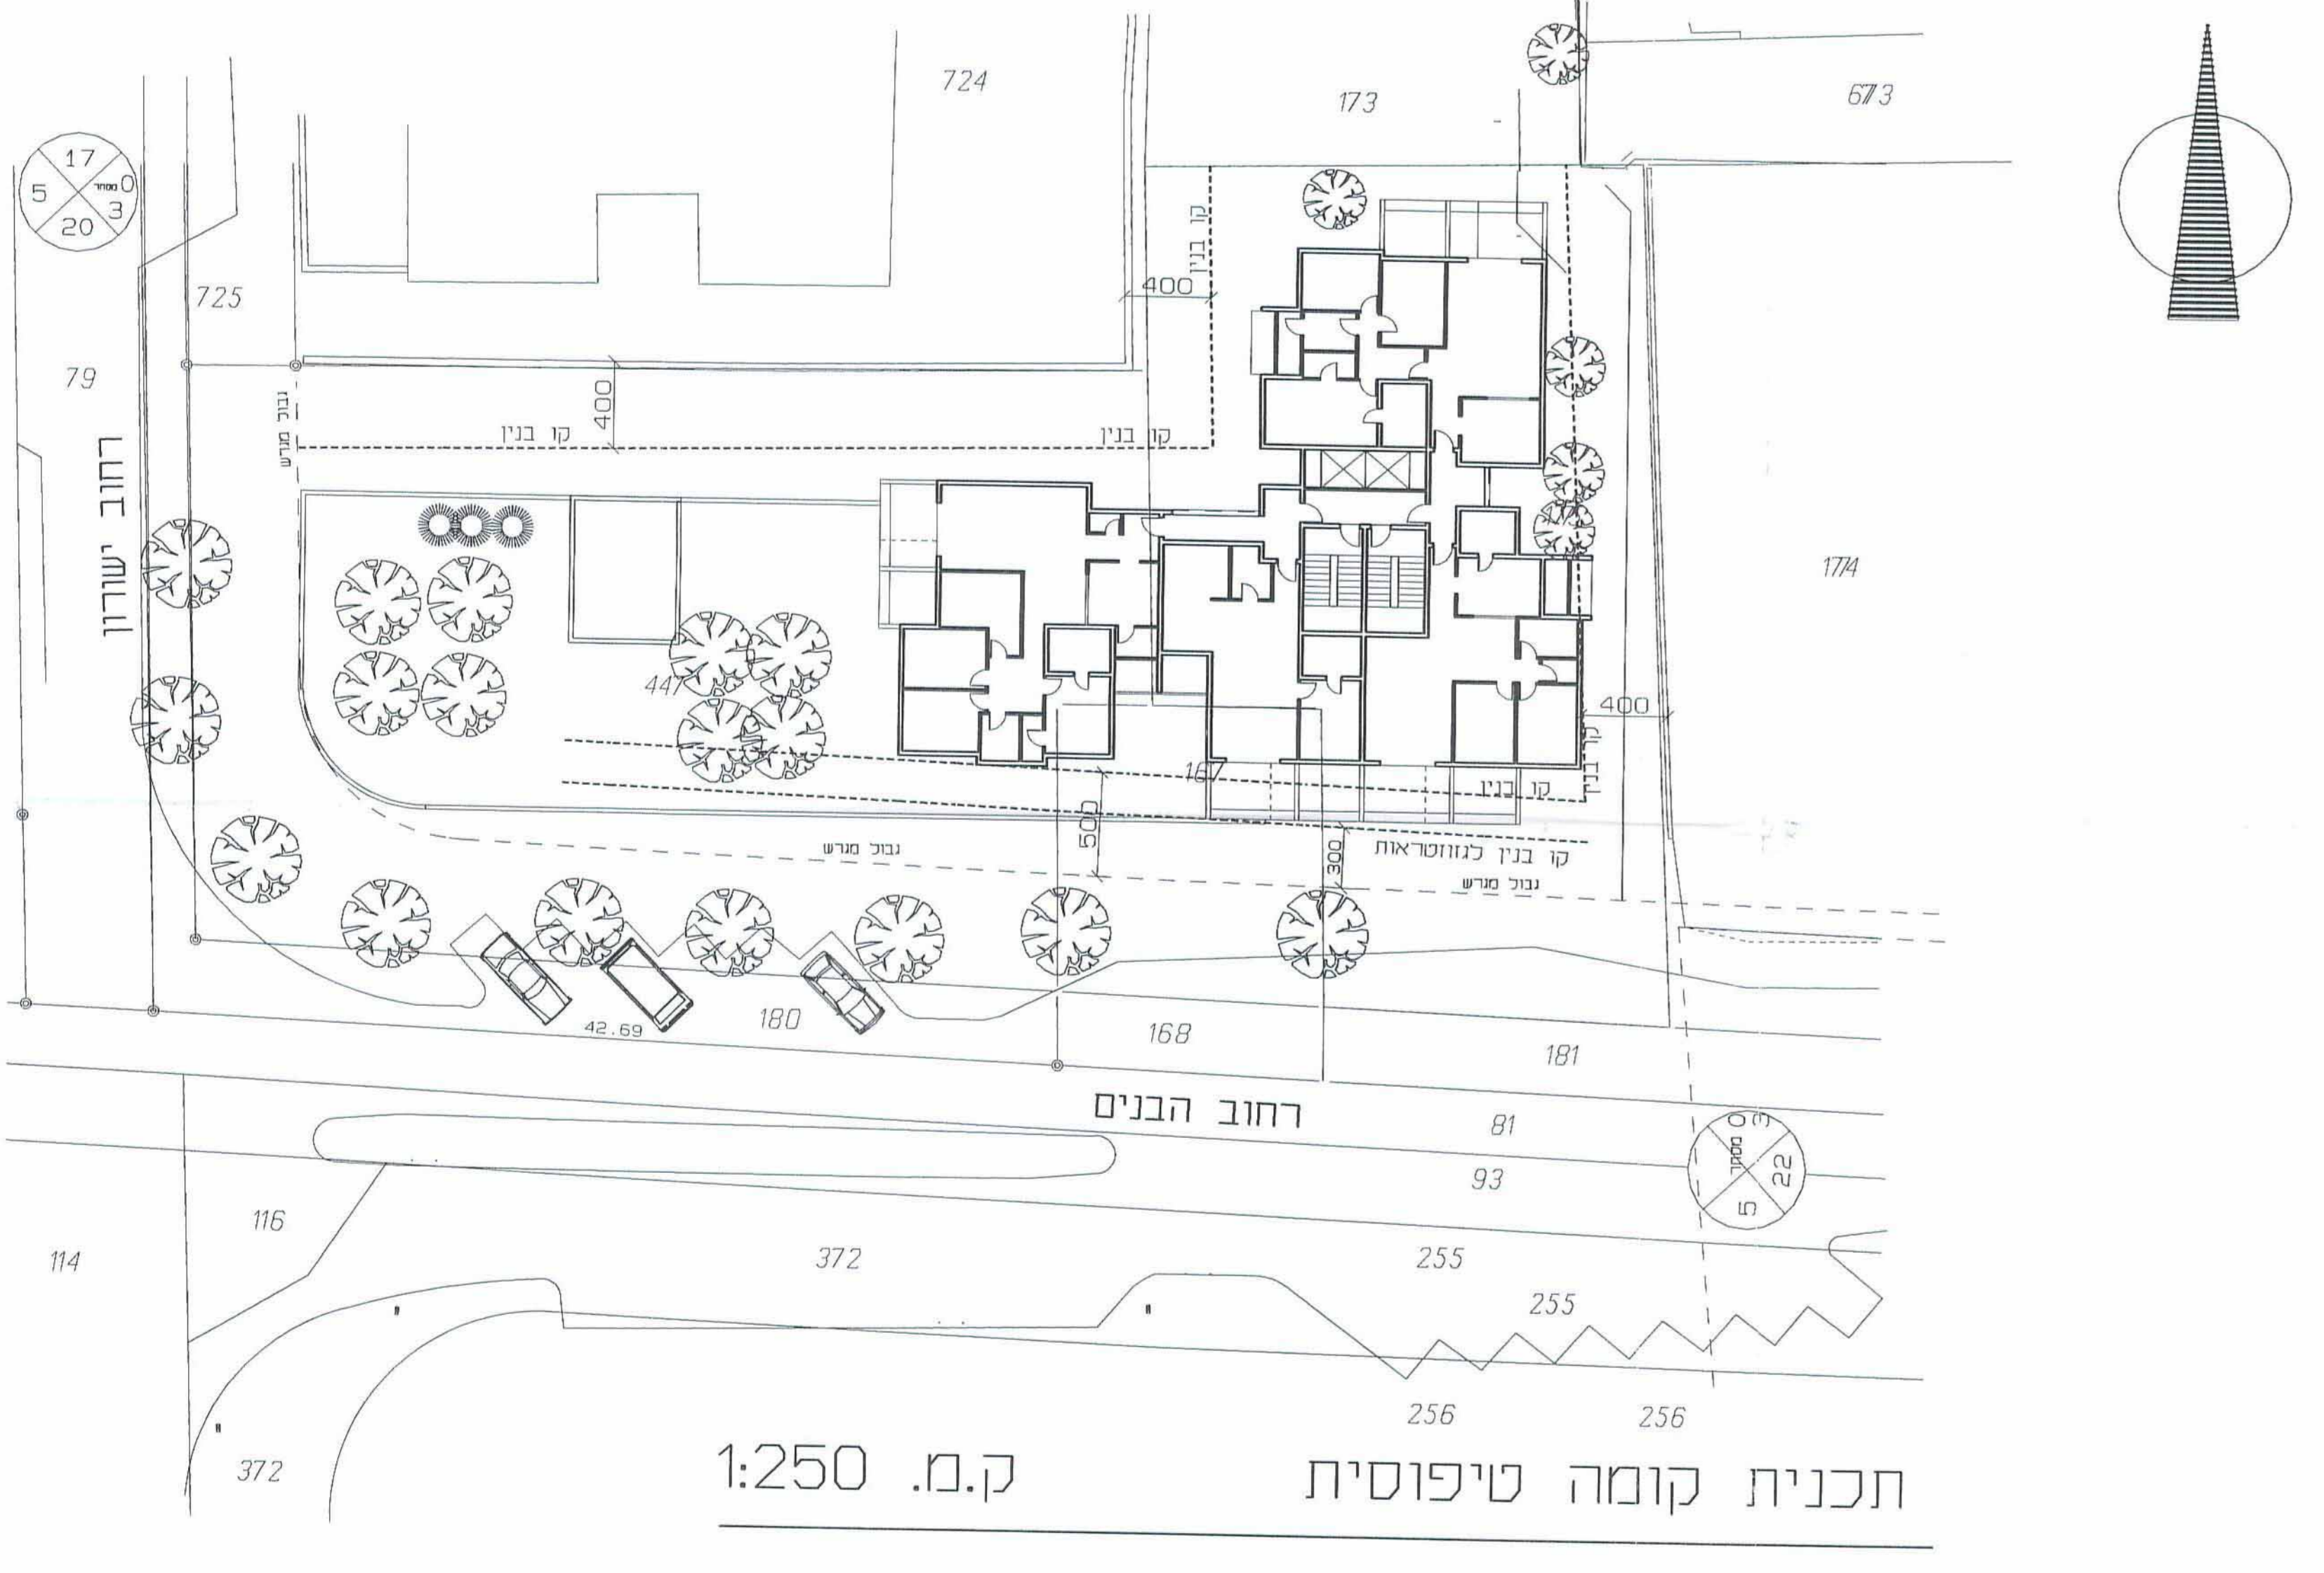 724
173
673
17
5
מסחר 0
3
20
קו בנין
400
725
79
גבול מגרש
400
קו בנין
קו בנין
רחוב ישורון
1774
447
400
167
קו בנין
קו בנין
500
גבול מגרש
300
קו בנין לגזוזטראות
גבול מגרש
42.69
180
168
181
רחוב הבנים
81
מסחר 0
3
22
5
93
116
114
372
255
255
256
256
372
תכנית קומה טיפוסית
ק.מ. 1:250